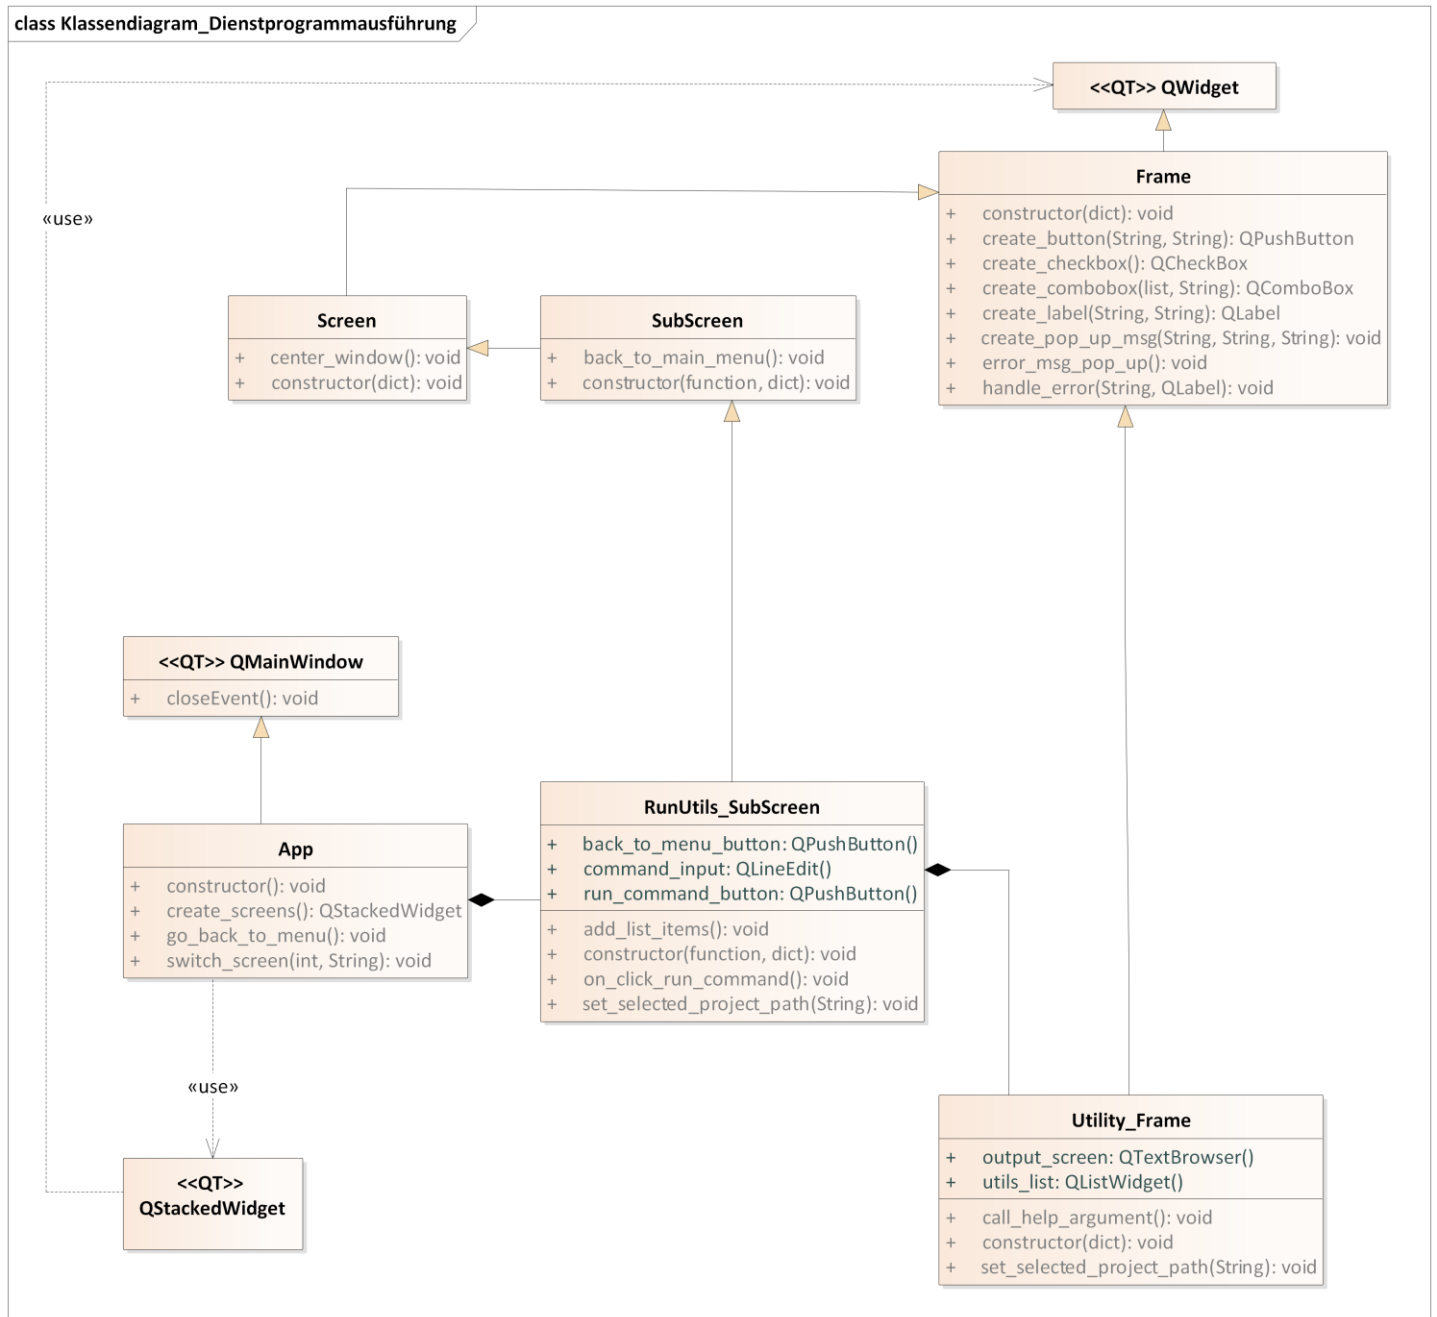 class Klassendiagram_Dienstprogrammausführung
<<QT>> QWidget
«use»
Frame
+ constructor(dict): void
+ create_button(String, String): QPushButton
+ create_checkbox(): QCheckBox
+ create_combobox(list, String): QComboBox
+ create_label(String, String): QLabel
+ create_pop_up_msg(String, String, String): void
+ error_msg_pop_up(): void
+ handle_error(String, QLabel): void
Screen
+ center_window(): void
+ constructor(dict): void
SubScreen
+ back_to_main_menu(): void
+ constructor(function, dict): void
<<QT>> QMainWindow
+ closeEvent(): void
App
+ constructor(): void
+ create_screens(): QStackedWidget
+ go_back_to_menu(): void
+ switch_screen(int, String): void
RunUtils_SubScreen
+ back_to_menu_button: QPushButton()
+ command_input: QLineEdit()
+ run_command_button: QPushButton()
+ add_list_items(): void
+ constructor(function, dict): void
+ on_click_run_command(): void
+ set_selected_project_path(String): void
«use»
<<QT>>
QStackedWidget
Utility_Frame
+ output_screen: QTextBrowser()
+ utils_list: QListWidget()
+ call_help_argument(): void
+ constructor(dict): void
+ set_selected_project_path(String): void